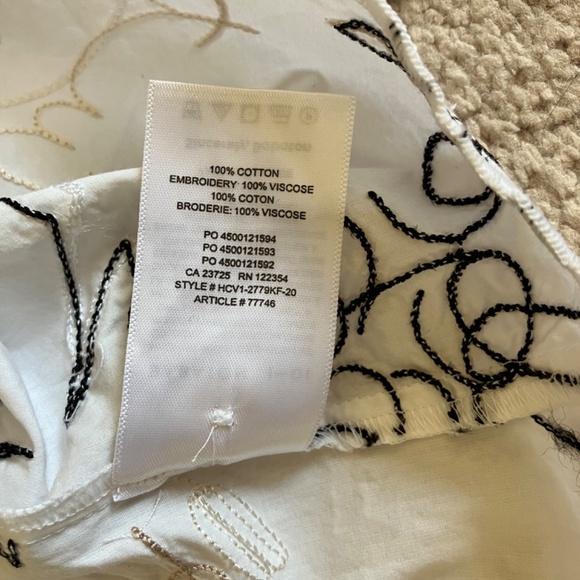 100% COTTON
EMBROIDERY: 100% VISCOSE
100% COTON
BRODERIE: 100% VISCOSE
PO 4500121594
PO 4500121593
PO 4500121592
CA 23725 RN 122354
STYLE # HCV1-2779KF-20
ARTICLE # 77746